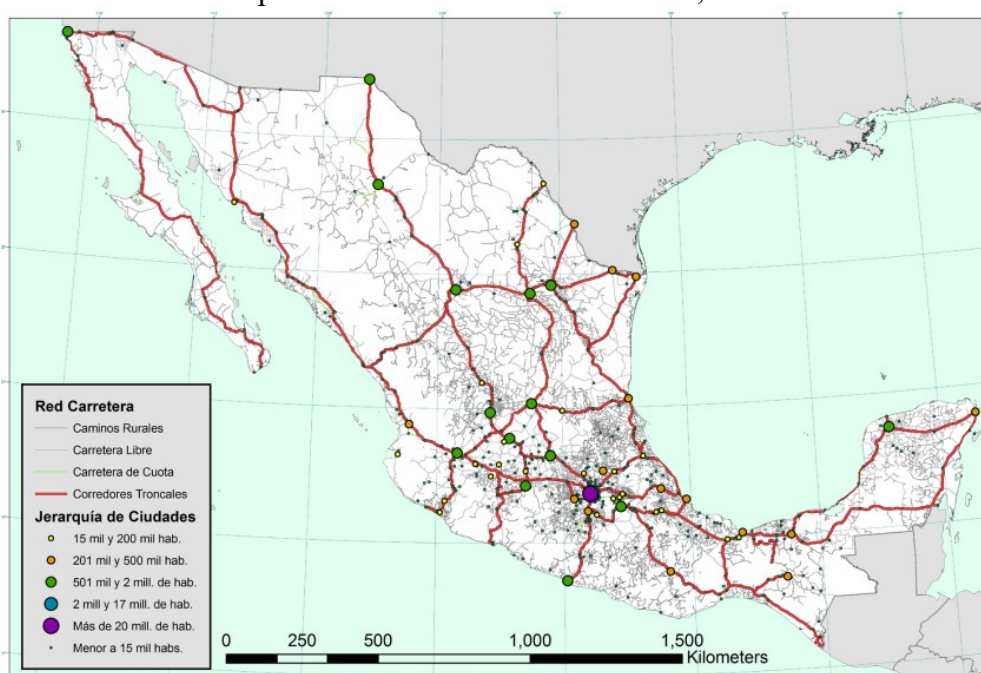 Red Carretera
Caminos Rurales
Carretera Libre
Carretera de Cuota
Corredores Troncales
Jerarquía de Ciudades
15 mil y 200 mil hab.
201 mil y 500 mil hab.
501 mil y 2 mill. de hab.
2 mill y 17 mill. de hab.
Más de 20 mill. de hab.
Menor a 15 mil habs.
0 250 500 1,000 1,500
Kilometers